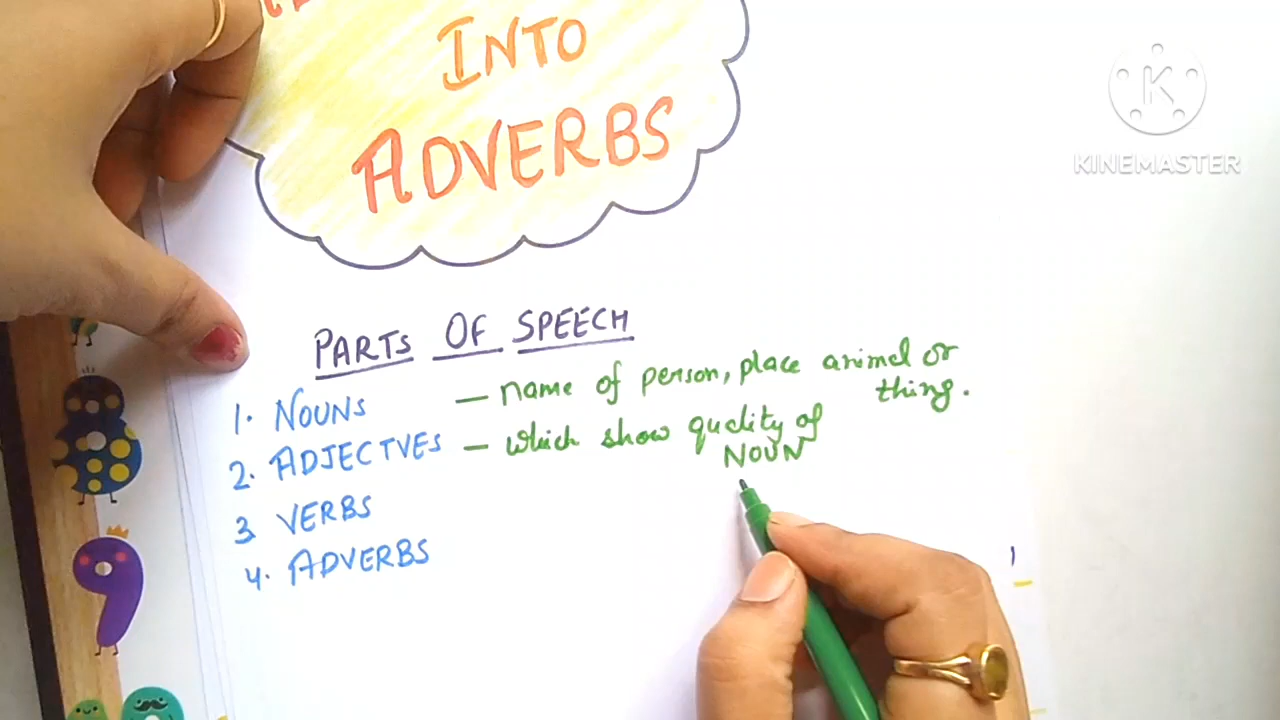 INTO
ADVERBS
K
KINEMASTER
PARTS OF SPEECH
1. NOUNS — name of person, place animal or
thing.
2. ADJECTVES — which show quality of
NOUN
3 VERBS
4. ADVERBS
1